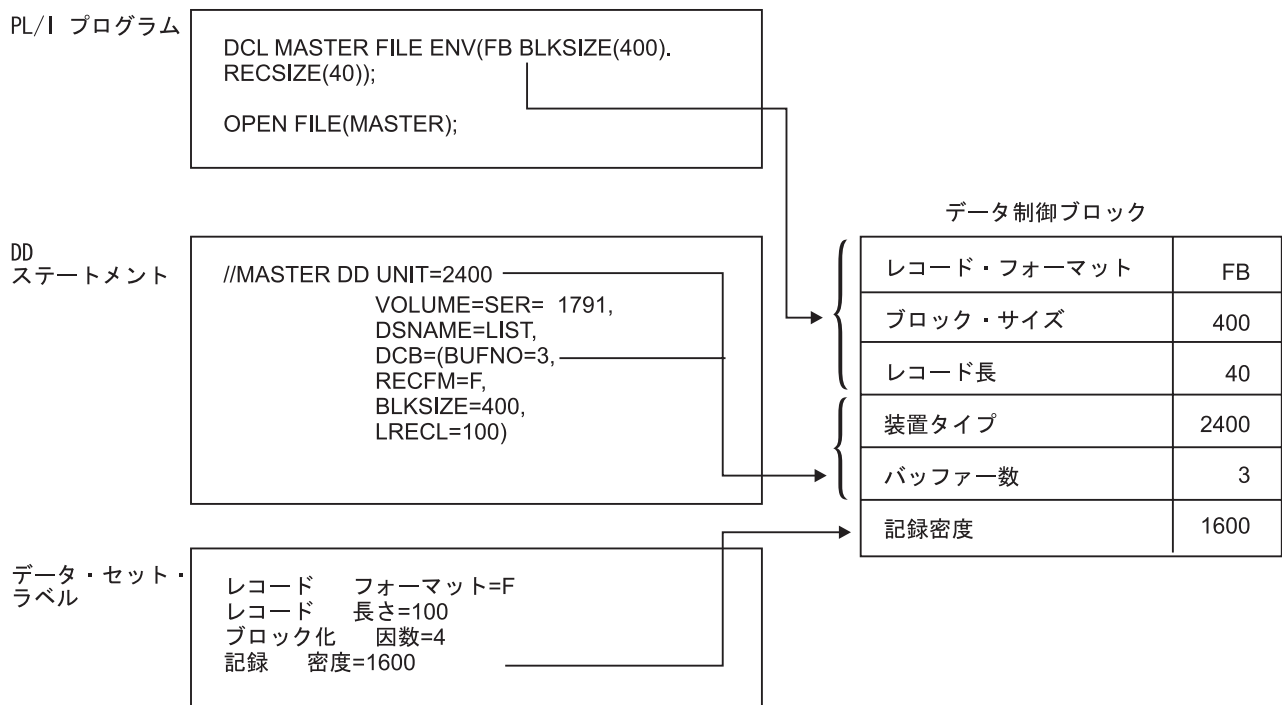 PL/I プログラム
DCL MASTER FILE ENV(FB BLKSIZE(400).
RECSIZE(40));
OPEN FILE(MASTER);
DD
ステートメント
//MASTER DD UNIT=2400
VOLUME=SER= 1791,
DSNAME=LIST,
DCB=(BUFNO=3,
RECFM=F,
BLKSIZE=400,
LRECL=100)
データ・セット・
ラベル
レコード フォーマット=F
レコード 長さ=100
ブロック化 因数=4
記録 密度=1600
データ制御ブロック
レコード・フォーマット FB
ブロック・サイズ 400
レコード長 40
装置タイプ 2400
バッファー数 3
記録密度 1600